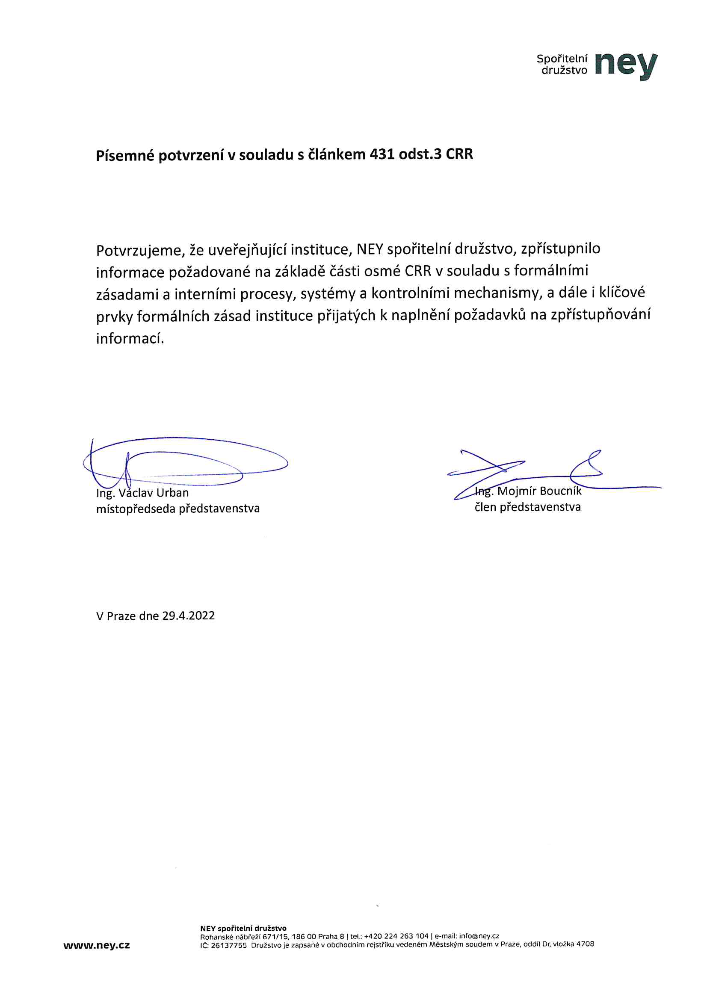 Spořitelní
družstvo
ney
Písemné potvrzení v souladu s článkem 431 odst.3 CRR
Potvrzujeme, že uveřejňující instituce, NEY spořitelní družstvo, zpřístupnilo
informace požadované na základě části osmé CRR v souladu s formálními
zásadami a interními procesy, systémy a kontrolními mechanismy, a dále i klíčové
prvky formálních zásad instituce přijatých k naplnění požadavků na zpřístupňování
informací.
Ing. Václav Urban
místopředseda představenstva
Ing. Mojmír Boucník
člen představenstva
V Praze dne 29.4.2022
www.ney.cz
NEY spořitelní družstvo
Rohanské nábřeží 671/15, 186 00 Praha 8 | tel.: +420 224 263 104 | e-mail: info@ney.cz
IČ: 26137755 Družstvo je zapsané v obchodním rejstříku vedeném Městským soudem v Praze, oddíl Dr, vložka 4708